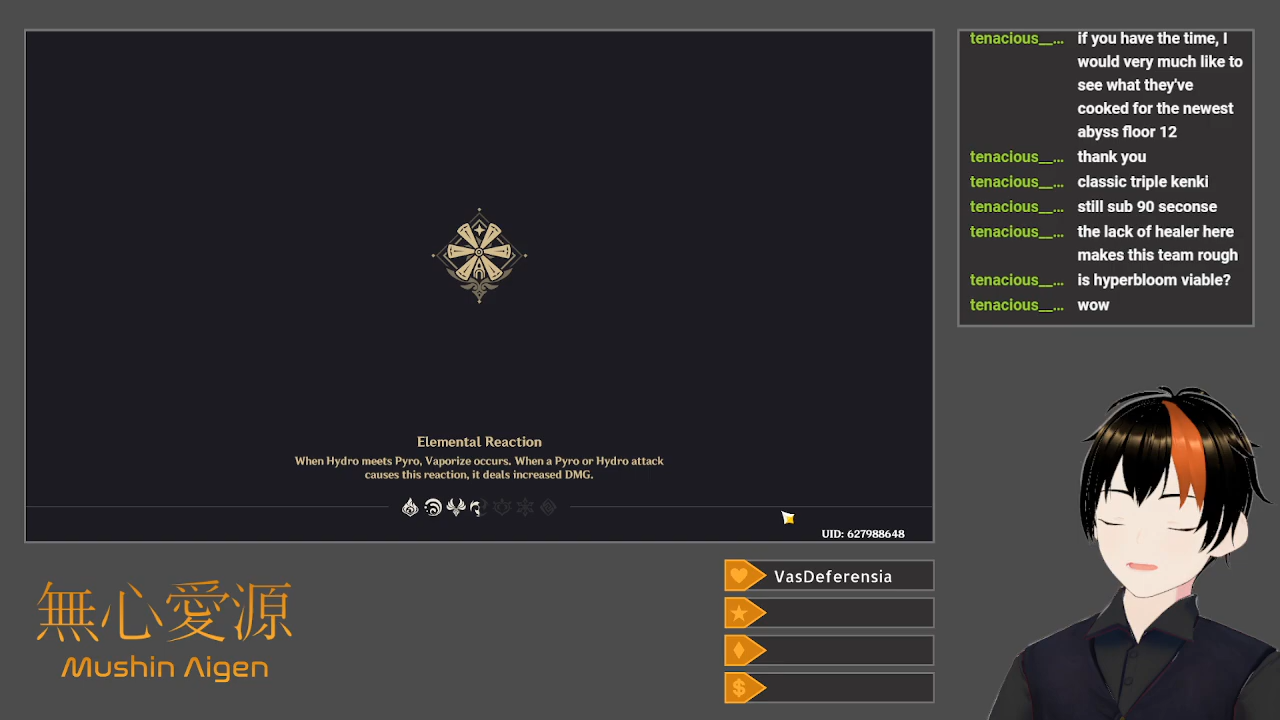 tenacious__... if you have the time, I
would very much like to
see what they've
cooked for the newest
abyss floor 12
tenacious__... thank you
tenacious__... classic triple kenki
tenacious__... still sub 90 seconse
tenacious__... the lack of healer here
makes this team rough
tenacious__... is hyperbloom viable?
tenacious__... wow
Elemental Reaction
When Hydro meets Pyro, Vaporize occurs. When a Pyro or Hydro attack
causes this reaction, it deals increased DMG.
UID: 627988648
VasDeferensia
無心愛源
Mushin Aigen
$